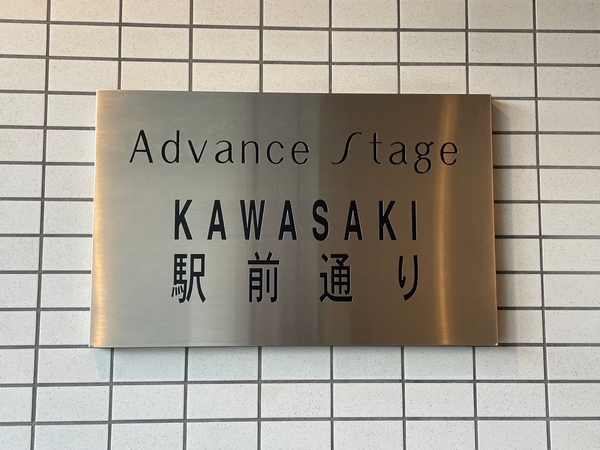 Advance Stage
KAWASAKI
駅前通り